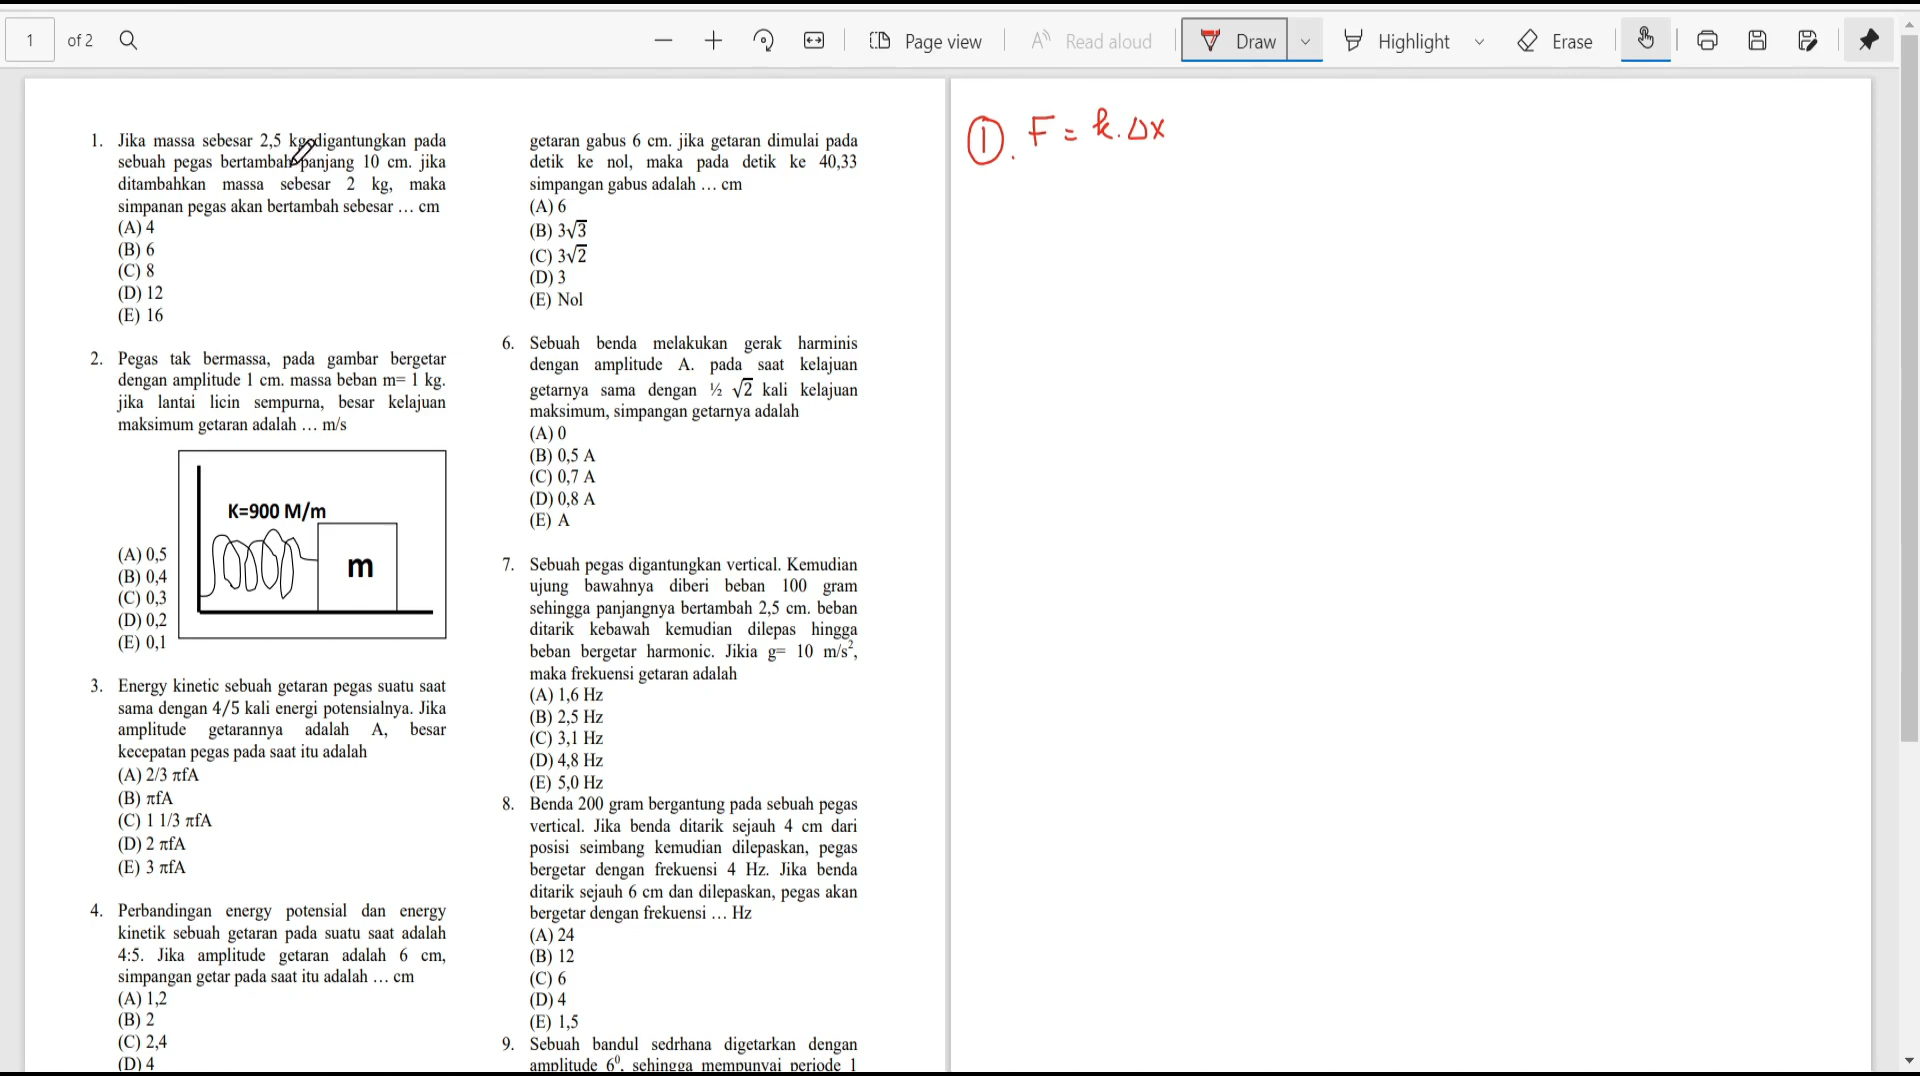 1 of 2 Page view Read aloud Draw Highlight Erase
1. Jika massa sebesar 2,5 kg digantungkan pada
sebuah pegas bertambah panjang 10 cm. jika
ditambahkan massa sebesar 2 kg, maka
simpanan pegas akan bertambah sebesar … cm
(A) 4
(B) 6
(C) 8
(D) 12
(E) 16
2. Pegas tak bermassa, pada gambar bergetar
dengan amplitude 1 cm. massa beban m= 1 kg.
jika lantai licin sempurna, besar kelajuan
maksimum getaran adalah … m/s
K=900 M/m
m
(A) 0,5
(B) 0,4
(C) 0,3
(D) 0,2
(E) 0,1
3. Energy kinetic sebuah getaran pegas suatu saat
sama dengan 4/5 kali energi potensialnya. Jika
amplitude getarannya adalah A, besar
kecepatan pegas pada saat itu adalah
(A) 2/3 πfA
(B) πfA
(C) 1 1/3 πfA
(D) 2 πfA
(E) 3 πfA
4. Perbandingan energy potensial dan energy
kinetik sebuah getaran pada suatu saat adalah
4:5. Jika amplitude getaran adalah 6 cm,
simpangan getar pada saat itu adalah … cm
(A) 1,2
(B) 2
(C) 2,4
(D) 4
getaran gabus 6 cm. jika getaran dimulai pada
detik ke nol, maka pada detik ke 40,33
simpangan gabus adalah … cm
(A) 6
(B) 3√3
(C) 3√2
(D) 3
(E) Nol
6. Sebuah benda melakukan gerak harminis
dengan amplitude A. pada saat kelajuan
getarnya sama dengan ½ √2 kali kelajuan
maksimum, simpangan getarnya adalah
(A) 0
(B) 0,5 A
(C) 0,7 A
(D) 0,8 A
(E) A
7. Sebuah pegas digantungkan vertical. Kemudian
ujung bawahnya diberi beban 100 gram
sehingga panjangnya bertambah 2,5 cm. beban
ditarik kebawah kemudian dilepas hingga
beban bergetar harmonic. Jikia g= 10 m/s²,
maka frekuensi getaran adalah
(A) 1,6 Hz
(B) 2,5 Hz
(C) 3,1 Hz
(D) 4,8 Hz
(E) 5,0 Hz
8. Benda 200 gram bergantung pada sebuah pegas
vertical. Jika benda ditarik sejauh 4 cm dari
posisi seimbang kemudian dilepaskan, pegas
bergetar dengan frekuensi 4 Hz. Jika benda
ditarik sejauh 6 cm dan dilepaskan, pegas akan
bergetar dengan frekuensi … Hz
(A) 24
(B) 12
(C) 6
(D) 4
(E) 1,5
9. Sebuah bandul sedrhana digetarkan dengan
amplitude 6⁰, sehingga mempunyai periode 1
①. F = k. Δx